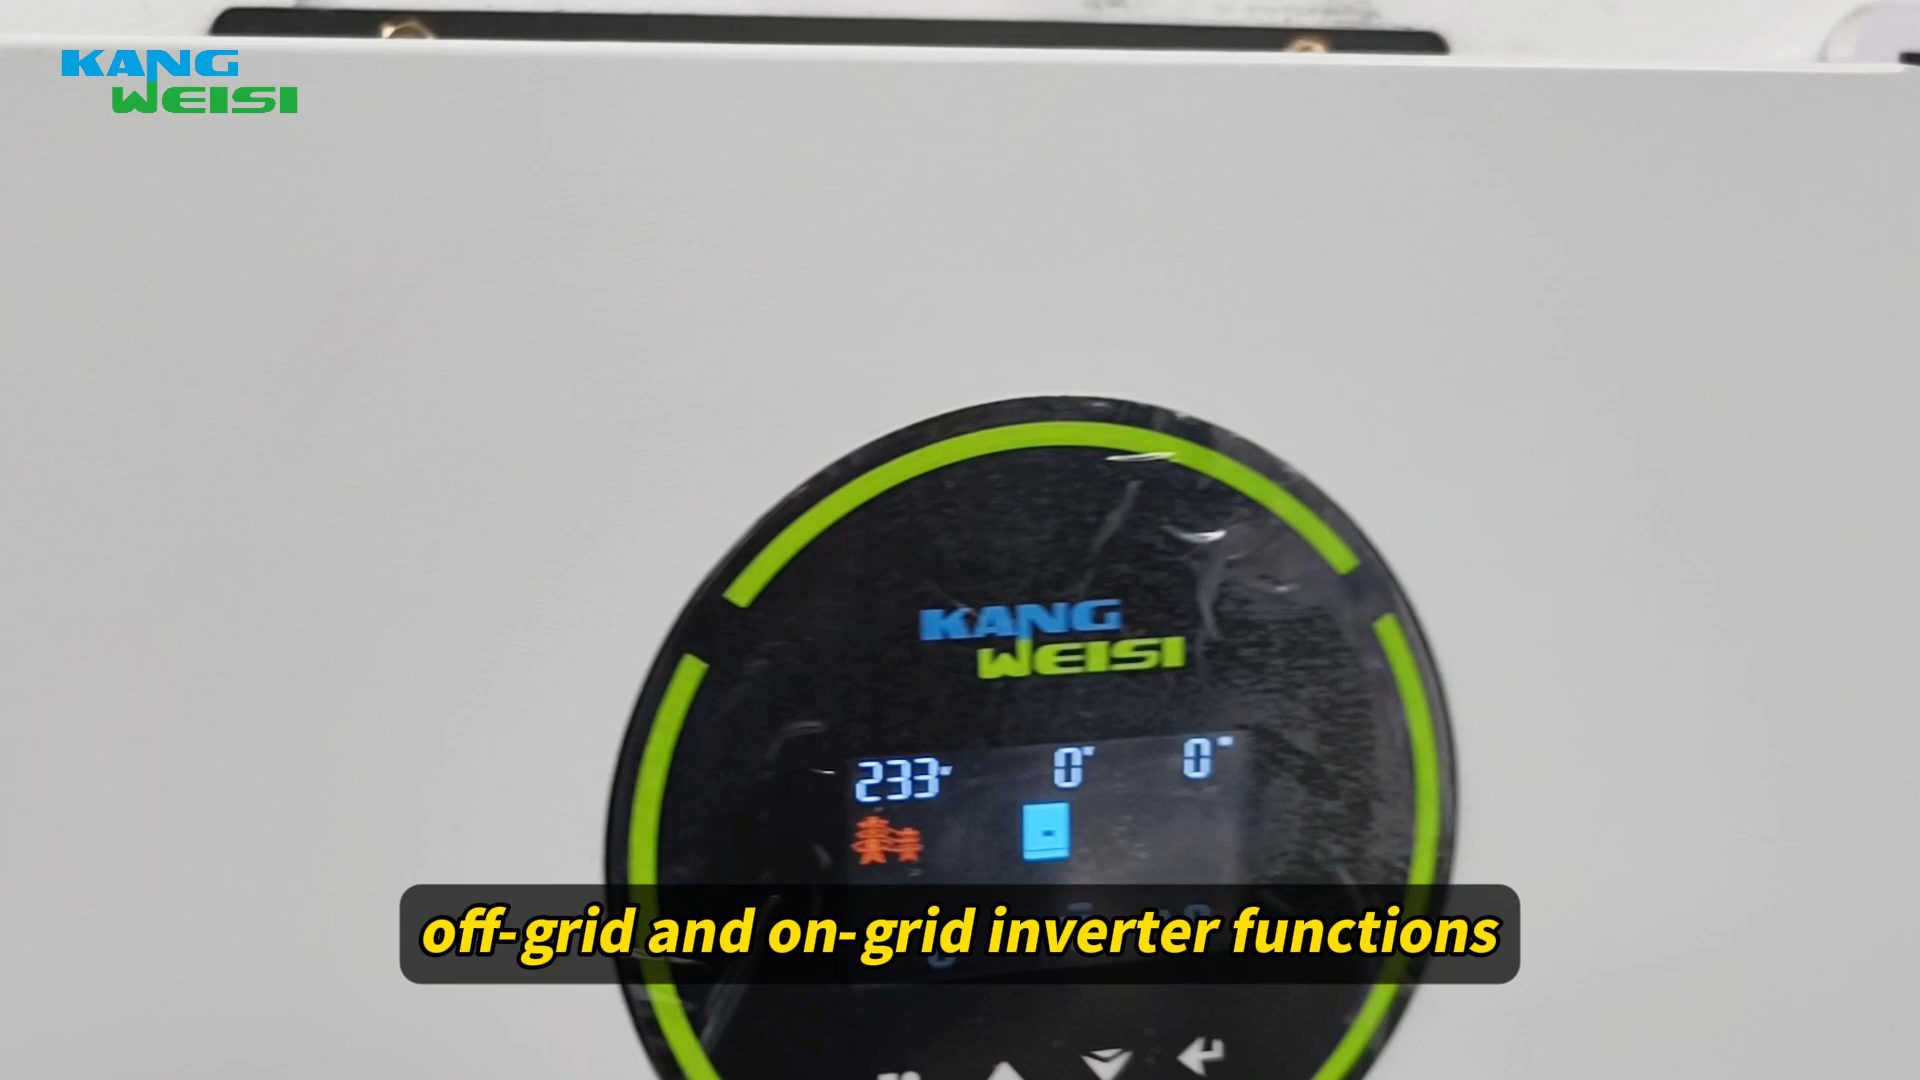 KANG
WEISI
KANG
WEISI
233 0 0
off-grid and on-grid inverter functions